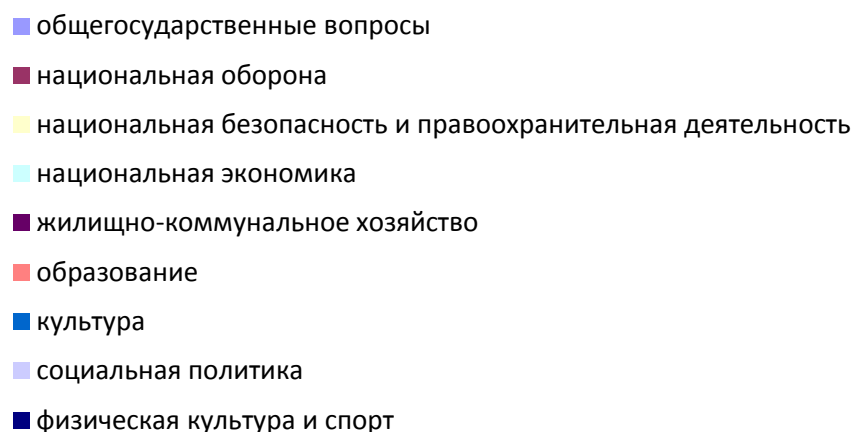 общегосударственные вопросы
национальная оборона
национальная безопасность и правоохранительная деятельность
национальная экономика
жилищно-коммунальное хозяйство
образование
культура
социальная политика
физическая культура и спорт